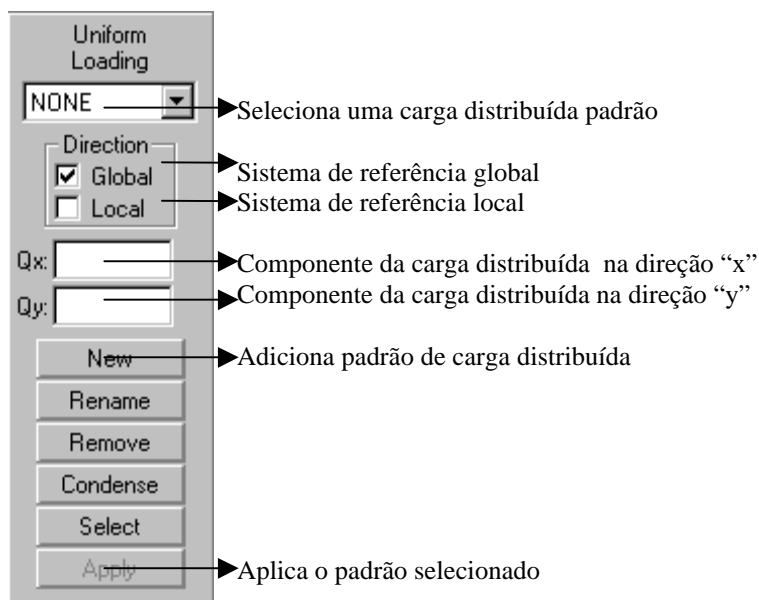 Uniform
Loading
NONE
Seleciona uma carga distribuída padrão
Direction
Global
Sistema de referência global
Local
Sistema de referência local
Qx:
Componente da carga distribuída na direção “x”
Qy:
Componente da carga distribuída na direção “y”
New
Adiciona padrão de carga distribuída
Rename
Remove
Condense
Select
Apply
Aplica o padrão selecionado